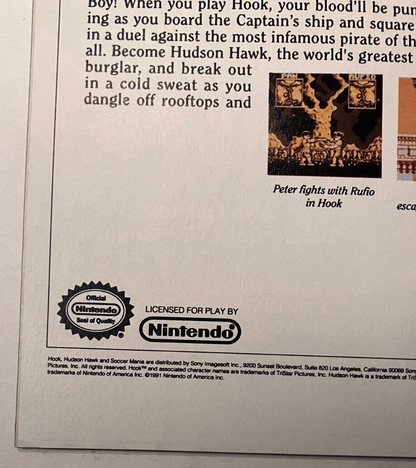 Boy! When you play Hook, your blood'll be pum
ing as you board the Captain's ship and square
in a duel against the most infamous pirate of th
all. Become Hudson Hawk, the world's greatest
burglar, and break out
in a cold sweat as you
dangle off rooftops and
Peter fights with Rufio
in Hook
esca
Official
Nintendo
Seal of Quality
LICENSED FOR PLAY BY
Nintendo®
Hook, Hudson Hawk and Soccer Mania are distributed by Sony Imagesoft Inc., 9200 Sunset Boulevard, Suite 820 Los Angeles, California 90069 Son
Pictures, Inc. All rights reserved. Hook™ and associated character names are trademarks of TriStar Pictures, Inc. Hudson Hawk is a trademark of Tri
trademarks of Nintendo of America Inc. ©1991 Nintendo of America Inc.